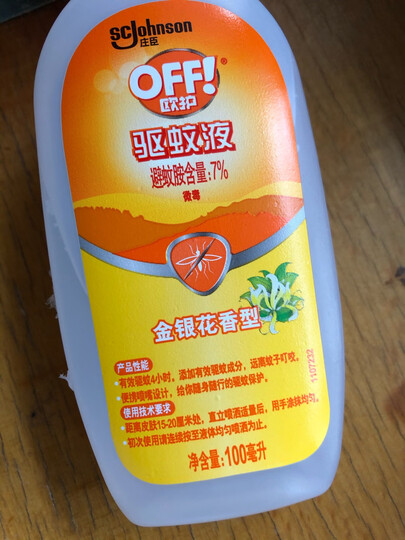 scJohnson
庄臣
OFF!®
欧护
驱蚊液
避蚊胺含量:7%
微毒
金银花香型
产品性能
·有效驱蚊4小时。添加有效驱蚊成分，远离蚊子叮咬。
·便携喷嘴设计，给你随身随行的驱蚊保护。
使用技术要求
·距离皮肤15-20厘米处，直立喷洒适量后，用手涂抹均匀。
·初次使用请连续按至液体均匀喷洒为止。
净含量:100毫升
1107232